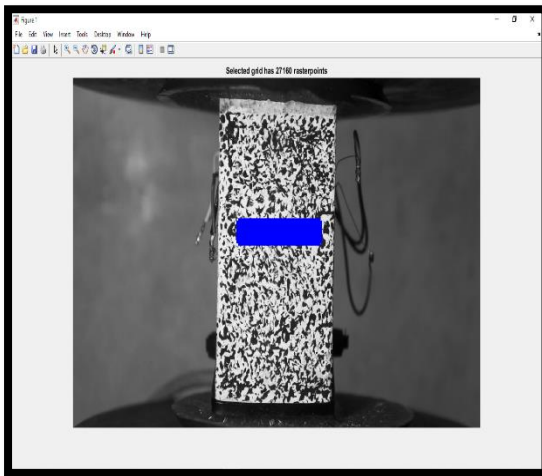 Figure 1
File Edit View Insert Tools Desktop Window Help
Selected grid has 27160 rasterpoints